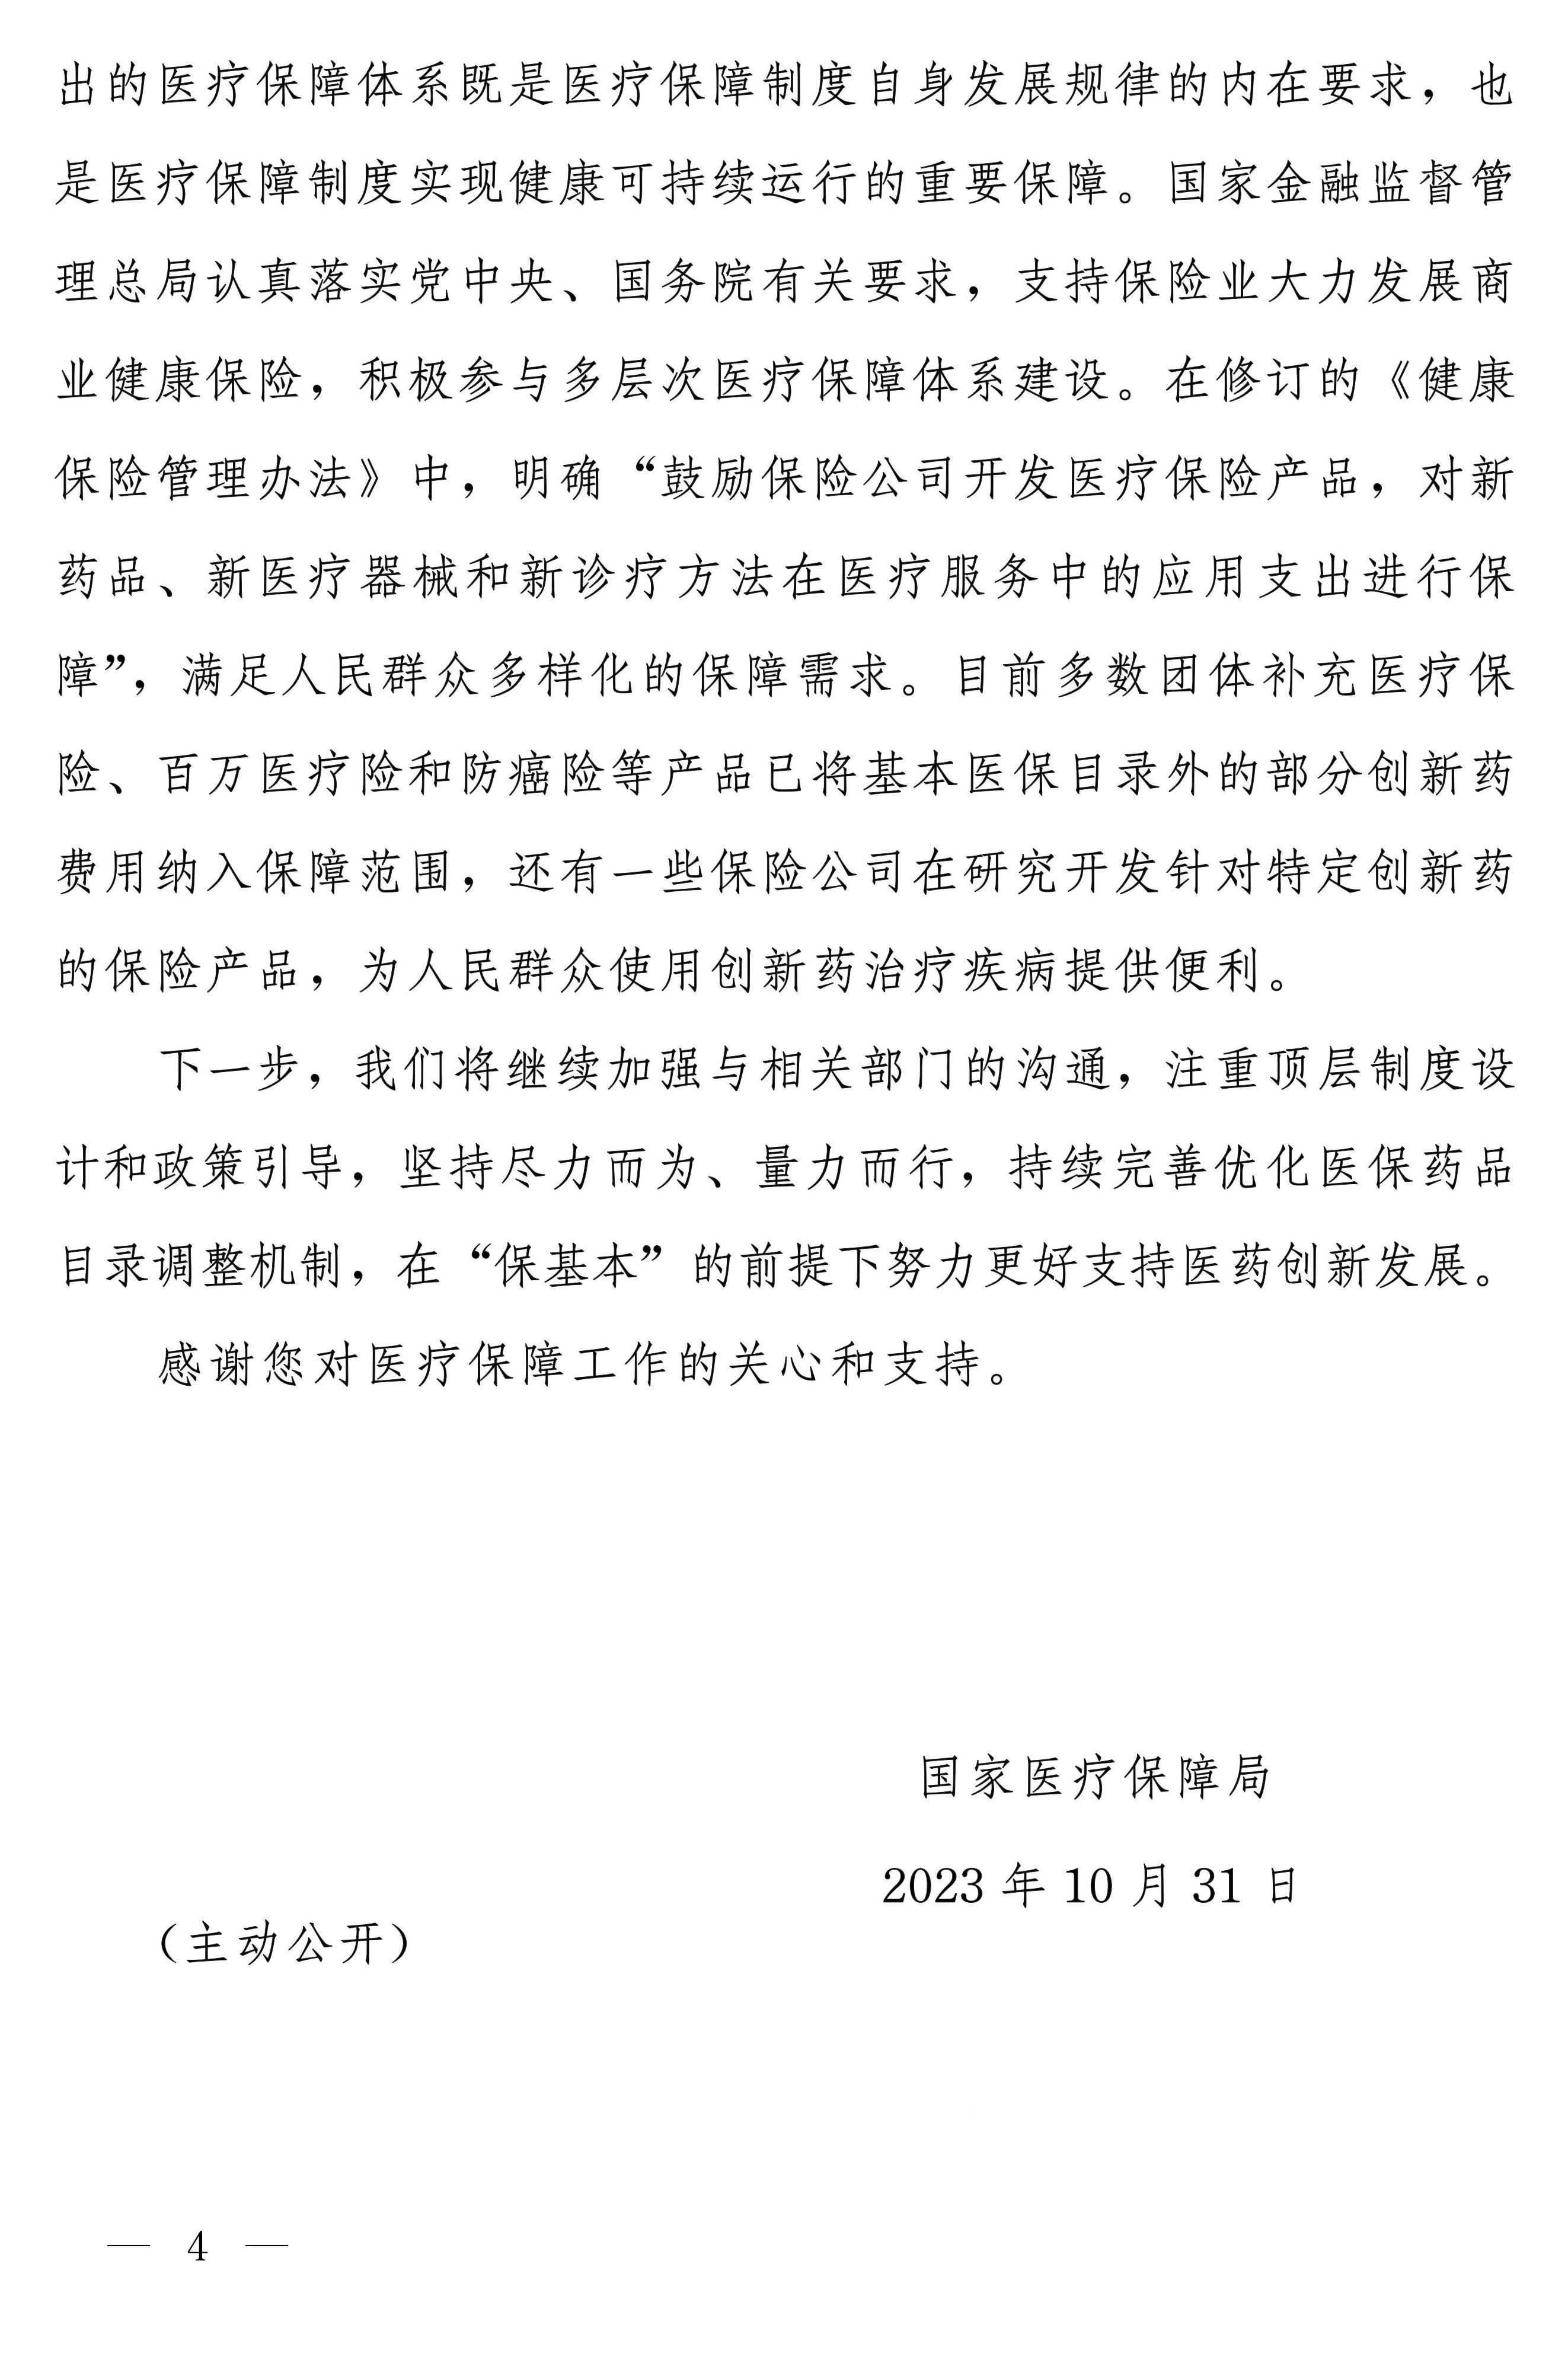 出的医疗保障体系既是医疗保障制度自身发展规律的内在要求，也
是医疗保障制度实现健康可持续运行的重要保障。国家金融监督管
理总局认真落实党中央、国务院有关要求，支持保险业大力发展商
业健康保险，积极参与多层次医疗保障体系建设。在修订的《健康
保险管理办法》中，明确“鼓励保险公司开发医疗保险产品，对新
药品、新医疗器械和新诊疗方法在医疗服务中的应用支出进行保
障”，满足人民群众多样化的保障需求。目前多数团体补充医疗保
险、百万医疗险和防癌险等产品已将基本医保目录外的部分创新药
费用纳入保障范围，还有一些保险公司在研究开发针对特定创新药
的保险产品，为人民群众使用创新药治疗疾病提供便利。
下一步，我们将继续加强与相关部门的沟通，注重顶层制度设
计和政策引导，坚持尽力而为、量力而行，持续完善优化医保药品
目录调整机制，在“保基本”的前提下努力更好支持医药创新发展。
感谢您对医疗保障工作的关心和支持。
国家医疗保障局
2023 年 10 月 31 日
（主动公开）
— 4 —